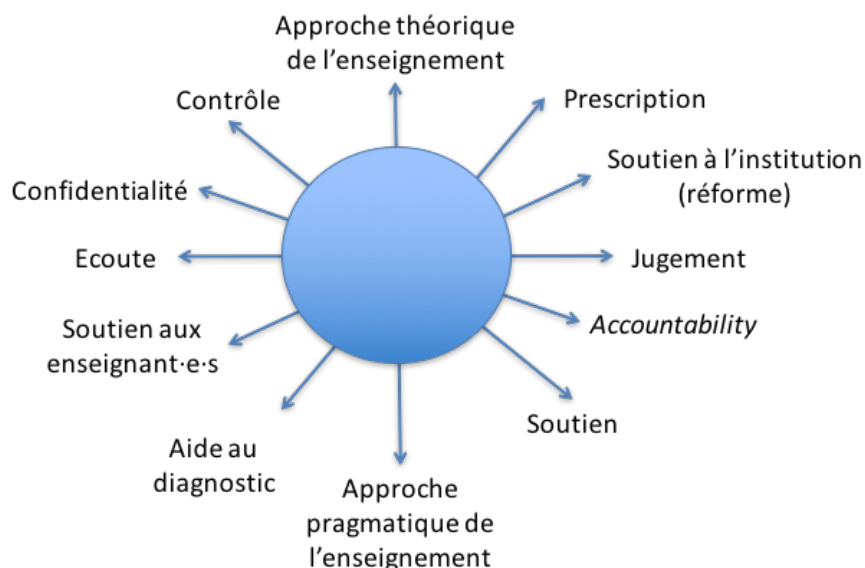 Approche théorique
de l’enseignement
Contrôle
Prescription
Soutien à l’institution
(réforme)
Confidentialité
Ecoute
Jugement
Accountability
Soutien aux
enseignant·e·s
Soutien
Aide au
diagnostic
Approche
pragmatique de
l’enseignement